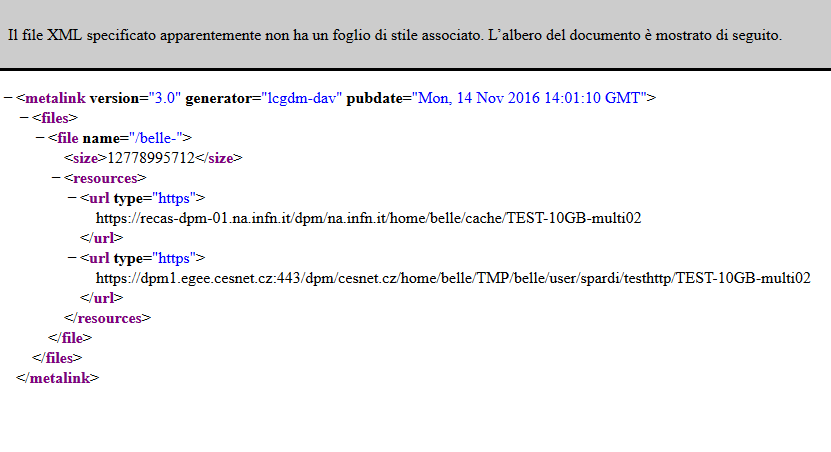 Il file XML specificato apparentemente non ha un foglio di stile associato. L'albero del documento è mostrato di seguito.
−<metalink version="3.0" generator="lcgdm-dav" pubdate="Mon, 14 Nov 2016 14:01:10 GMT">
−<files>
−<file name="/belle-">
<size>12778995712</size>
−<resources>
−<url type="https">
https://recas-dpm-01.na.infn.it/dpm/na.infn.it/home/belle/cache/TEST-10GB-multi02
</url>
−<url type="https">
https://dpm1.egee.cesnet.cz:443/dpm/cesnet.cz/home/belle/TMP/belle/user/spardi/testhttp/TEST-10GB-multi02
</url>
</resources>
</file>
</files>
</metalink>